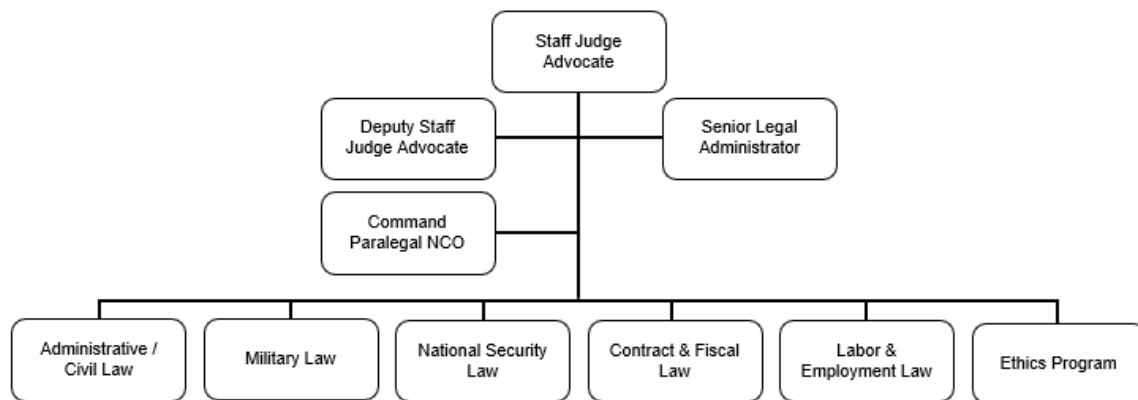 Staff Judge
Advocate
Deputy Staff
Judge Advocate
Senior Legal
Administrator
Command
Paralegal NCO
Administrative /
Civil Law
Military Law
National Security
Law
Contract & Fiscal
Law
Labor &
Employment Law
Ethics Program